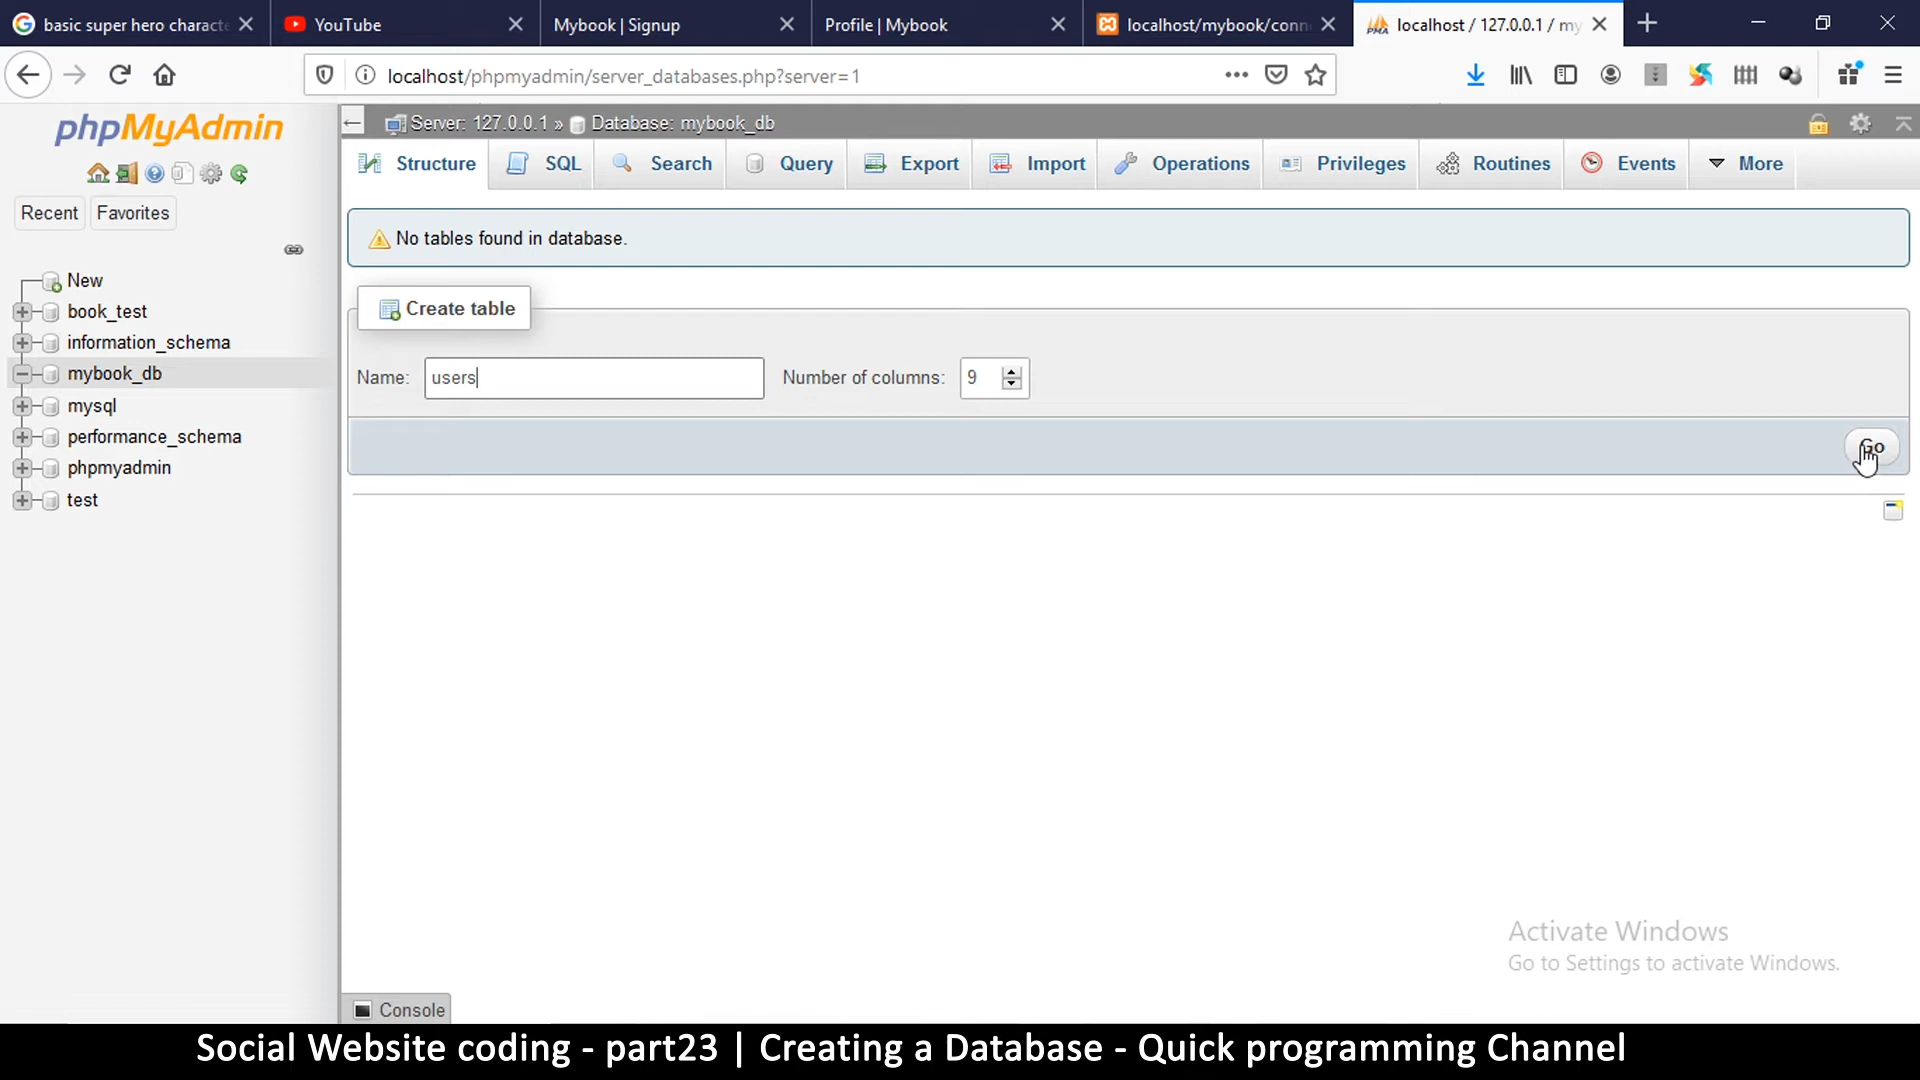 basic super hero characte
YouTube
Mybook | Signup
Profile | Mybook
localhost/mybook/conn
localhost / 127.0.0.1 / my
localhost/phpmyadmin/server_databases.php?server=1
phpMyAdmin
Server: 127.0.0.1 » Database: mybook_db
Structure SQL Search Query Export Import Operations Privileges Routines Events More
Recent Favorites
No tables found in database.
New
book_test
information_schema
mybook_db
mysql
performance_schema
phpmyadmin
test
Create table
Name: users Number of columns: 9
Go
Activate Windows
Go to Settings to activate Windows.
Console
Social Website coding - part23 | Creating a Database - Quick programming Channel